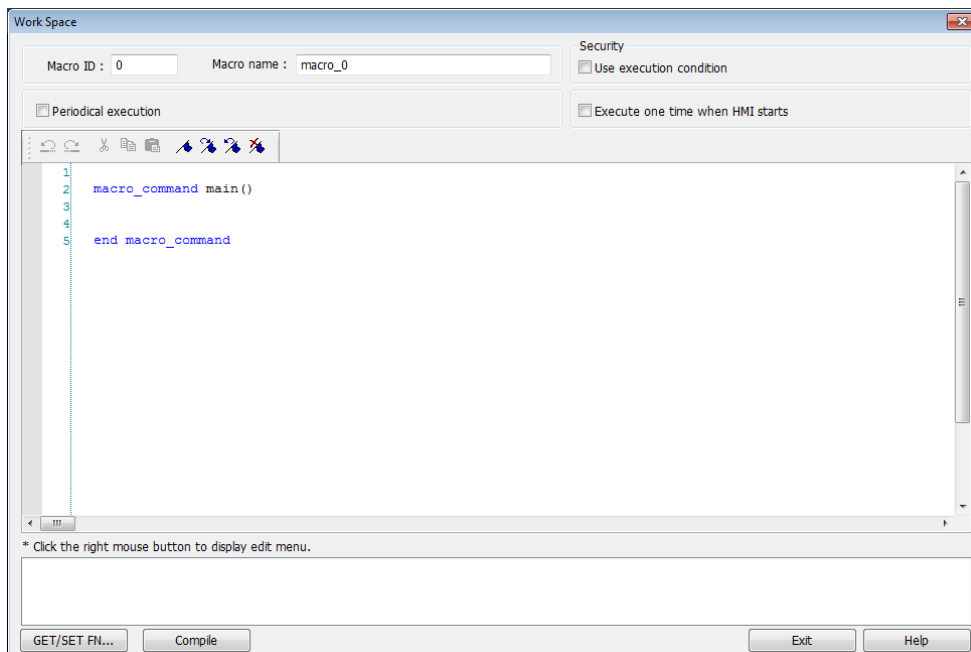 Work Space
Security
Macro ID : 0 Macro name : macro_0
Use execution condition
Periodical execution
Execute one time when HMI starts
1
2 macro_command main()
3
4
5 end macro_command
* Click the right mouse button to display edit menu.
GET/SET FN... Compile Exit Help